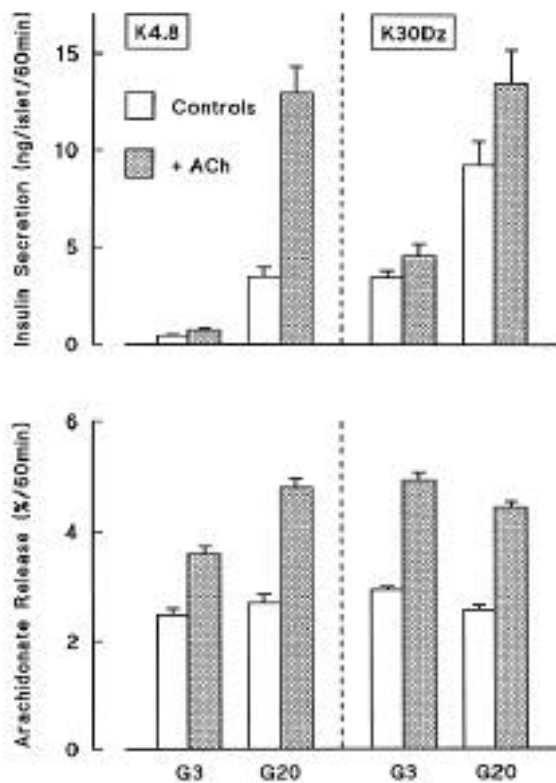 Insulin Secretion (ng/islet/60min)
15
10
5
0
K4.8
K30Dz
Controls
+ ACh
Arachidonate Release (%/60min)
6
4
2
0
G3 G20 G3 G20